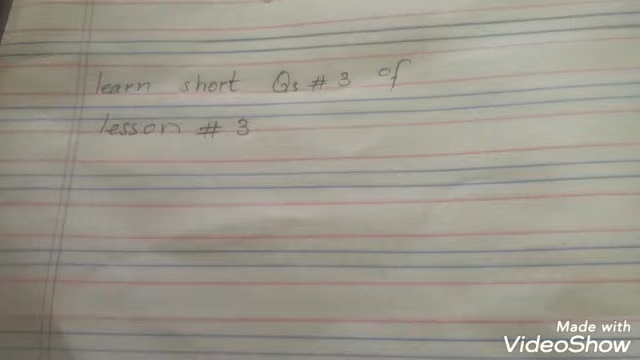 learn short Qs # 3 of
lesson # 3
Made with
VideoShow